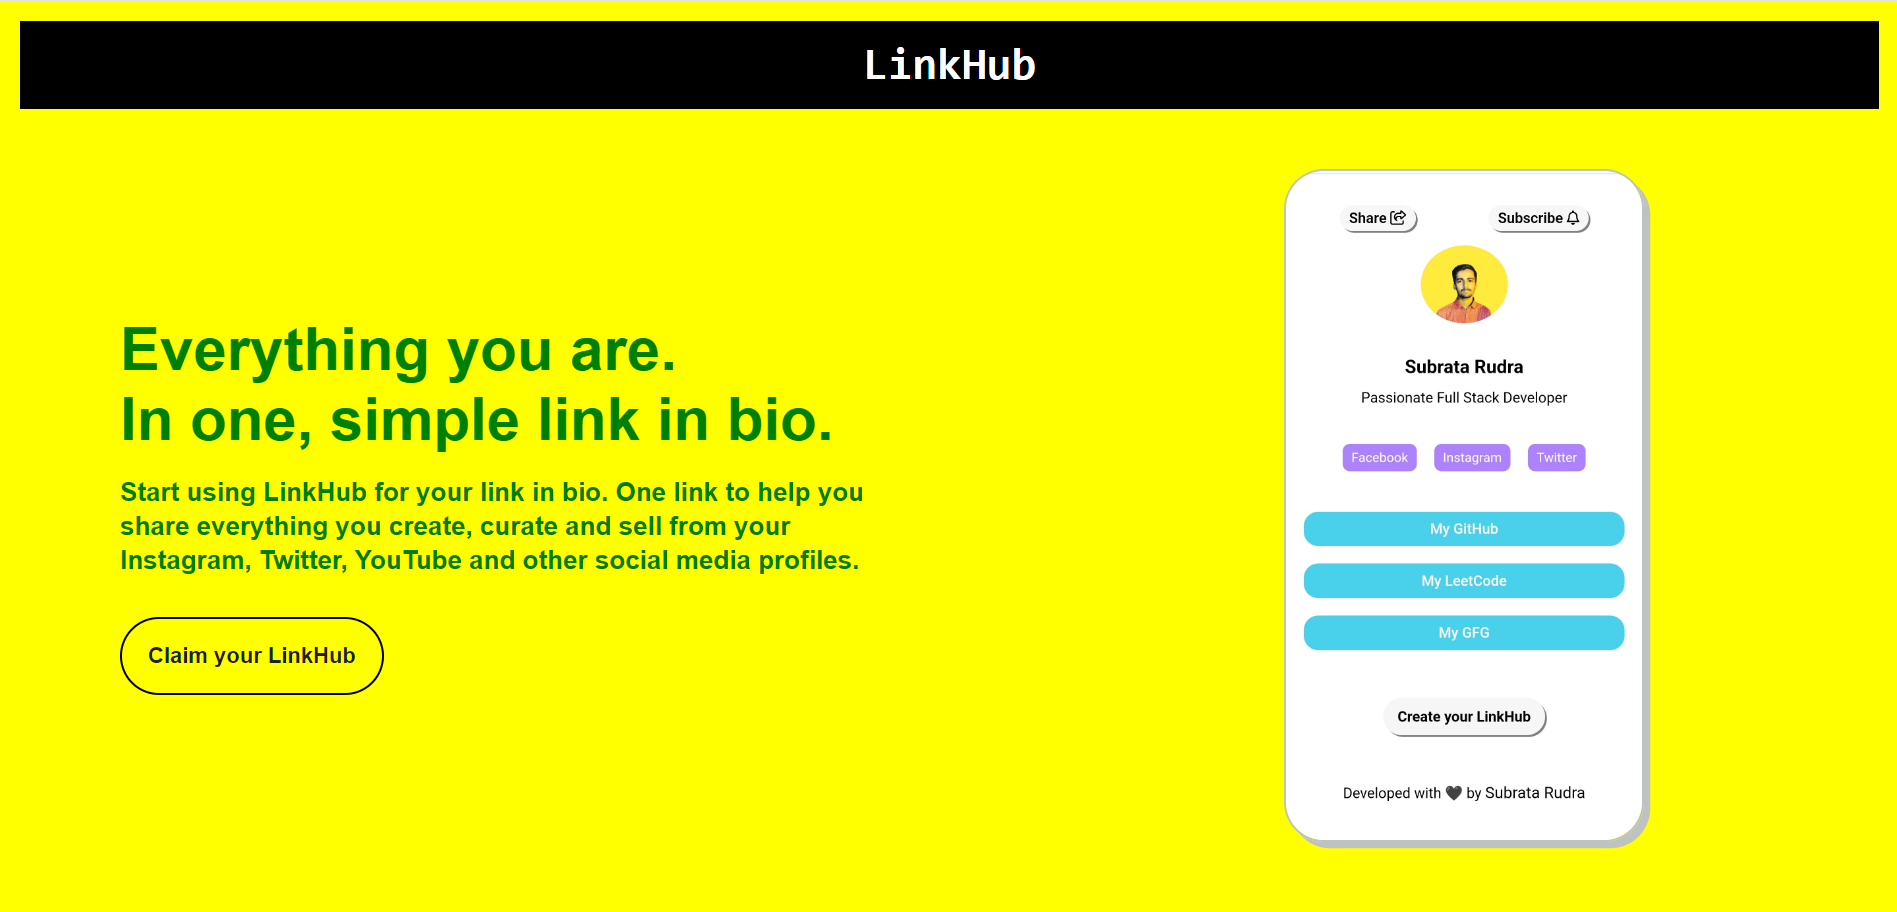 LinkHub
Everything you are.
In one, simple link in bio.
Start using LinkHub for your link in bio. One link to help you
share everything you create, curate and sell from your
Instagram, Twitter, YouTube and other social media profiles.
Claim your LinkHub
Share
Subscribe
Subrata Rudra
Passionate Full Stack Developer
Facebook Instagram Twitter
My GitHub
My LeetCode
My GFG
Create your LinkHub
Developed with 🖤 by Subrata Rudra